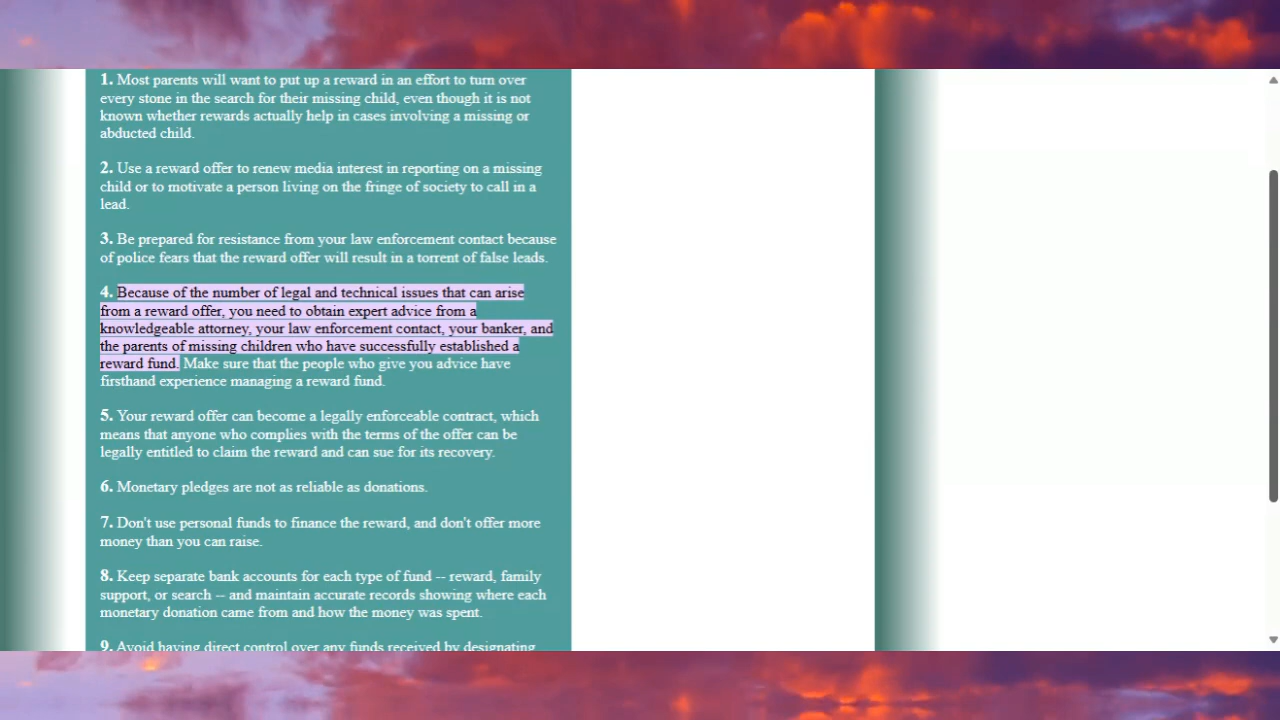 1. Most parents will want to put up a reward in an effort to turn over
every stone in the search for their missing child, even though it is not
known whether rewards actually help in cases involving a missing or
abducted child.
2. Use a reward offer to renew media interest in reporting on a missing
child or to motivate a person living on the fringe of society to call in a
lead.
3. Be prepared for resistance from your law enforcement contact because
of police fears that the reward offer will result in a torrent of false leads.
4. Because of the number of legal and technical issues that can arise
from a reward offer, you need to obtain expert advice from a
knowledgeable attorney, your law enforcement contact, your banker, and
the parents of missing children who have successfully established a
reward fund. Make sure that the people who give you advice have
firsthand experience managing a reward fund.
5. Your reward offer can become a legally enforceable contract, which
means that anyone who complies with the terms of the offer can be
legally entitled to claim the reward and can sue for its recovery.
6. Monetary pledges are not as reliable as donations.
7. Don't use personal funds to finance the reward, and don't offer more
money than you can raise.
8. Keep separate bank accounts for each type of fund -- reward, family
support, or search -- and maintain accurate records showing where each
monetary donation came from and how the money was spent.
9. Avoid having direct control over any funds received by designating